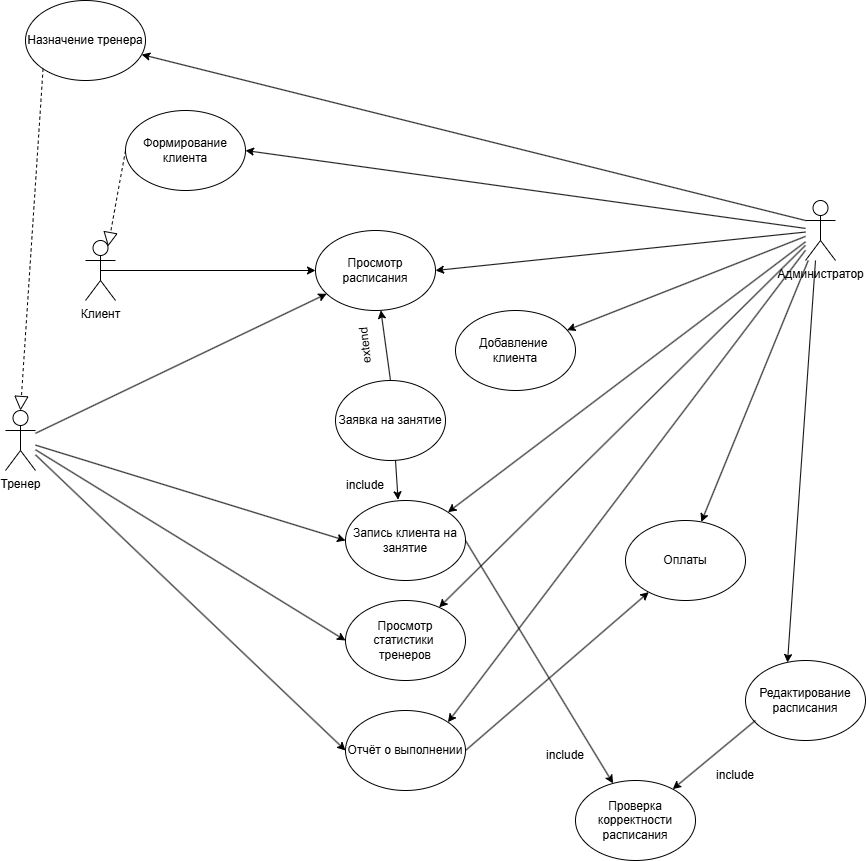 Назначение тренера
Формирование
клиента
Просмотр
расписания
Администратор
Клиент
extend
Добавление
клиента
Заявка на занятие
Тренер
include
Запись клиента на
занятие
Оплаты
Просмотр
статистики
тренеров
Редактирование
расписания
Отчёт о выполнении
include
include
Проверка
корректности
расписания